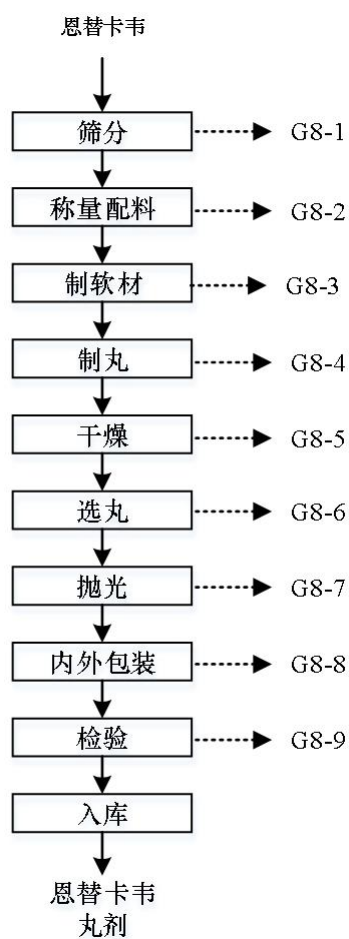 恩替卡韦
筛分 G8-1
称量配料 G8-2
制软材 G8-3
制丸 G8-4
干燥 G8-5
选丸 G8-6
抛光 G8-7
内外包装 G8-8
检验 G8-9
入库
恩替卡韦
丸剂